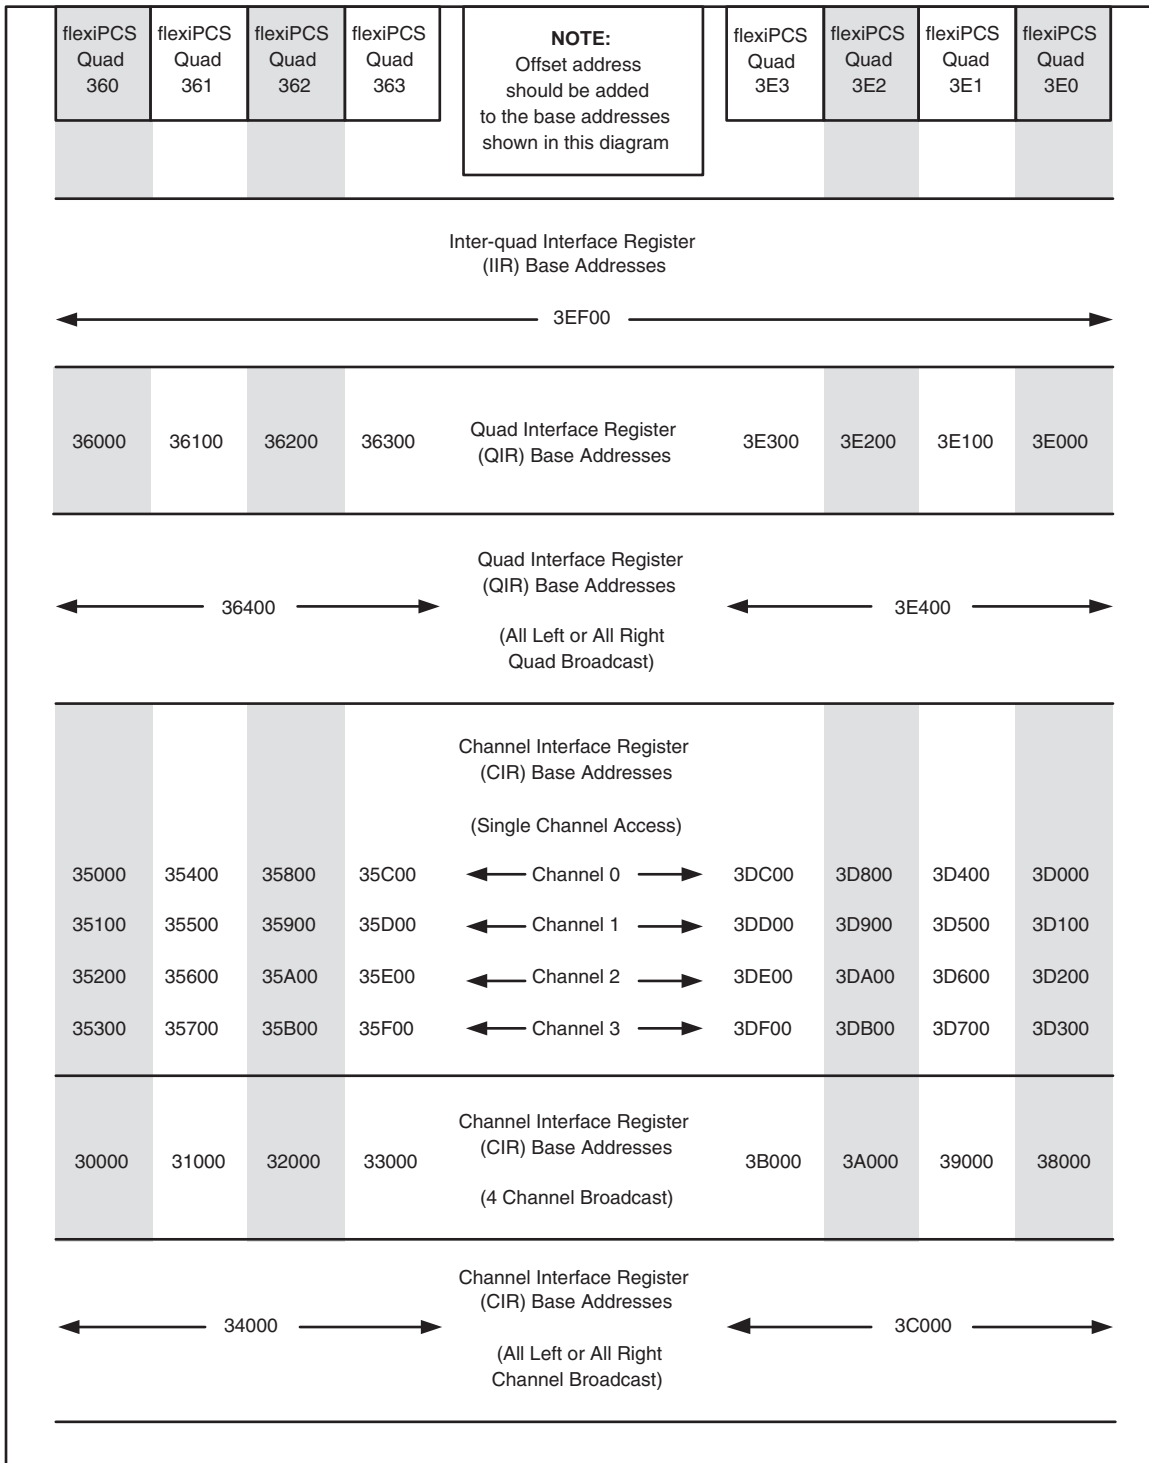 flexiPCS Quad 360
flexiPCS Quad 361
flexiPCS Quad 362
flexiPCS Quad 363
NOTE:
Offset address
should be added
to the base addresses
shown in this diagram
flexiPCS Quad 3E3
flexiPCS Quad 3E2
flexiPCS Quad 3E1
flexiPCS Quad 3E0
Inter-quad Interface Register
(IIR) Base Addresses
3EF00
36000 36100 36200 36300 Quad Interface Register (QIR) Base Addresses 3E300 3E200 3E100 3E000
Quad Interface Register
(QIR) Base Addresses
36400 3E400
(All Left or All Right
Quad Broadcast)
Channel Interface Register
(CIR) Base Addresses
(Single Channel Access)
35000 35400 35800 35C00 Channel 0 3DC00 3D800 3D400 3D000
35100 35500 35900 35D00 Channel 1 3DD00 3D900 3D500 3D100
35200 35600 35A00 35E00 Channel 2 3DE00 3DA00 3D600 3D200
35300 35700 35B00 35F00 Channel 3 3DF00 3DB00 3D700 3D300
Channel Interface Register
(CIR) Base Addresses
30000 31000 32000 33000 3B000 3A000 39000 38000
(4 Channel Broadcast)
Channel Interface Register
(CIR) Base Addresses
34000 3C000
(All Left or All Right
Channel Broadcast)